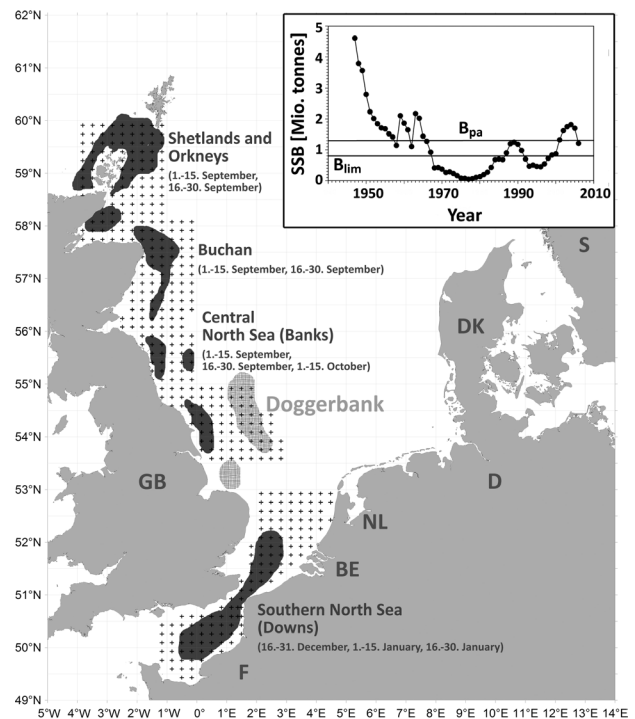 62°N
61°N
60°N
59°N
58°N
57°N
56°N
55°N
54°N
53°N
52°N
51°N
50°N
49°N
5°W 4°W 3°W 2°W 1°W 0° 1°E 2°E 3°E 4°E 5°E 6°E 7°E 8°E 9°E 10°E 11°E 12°E 13°E 14°E
SSB [Mio. tonnes]
5
4
3
2
1
0
Bpa
Blim
1950 1970 1990 2010
Year
Shetlands and
Orkneys
(1.-15. September,
16.-30. September)
Buchan
(1.-15. September, 16.-30. September)
Central
North Sea (Banks)
(1.-15. September,
16.-30. September, 1.-15. October)
Doggerbank
S
DK
GB
D
NL
BE
Southern North Sea
(Downs)
(16.-31. December, 1.-15. January, 16.-30. January)
F